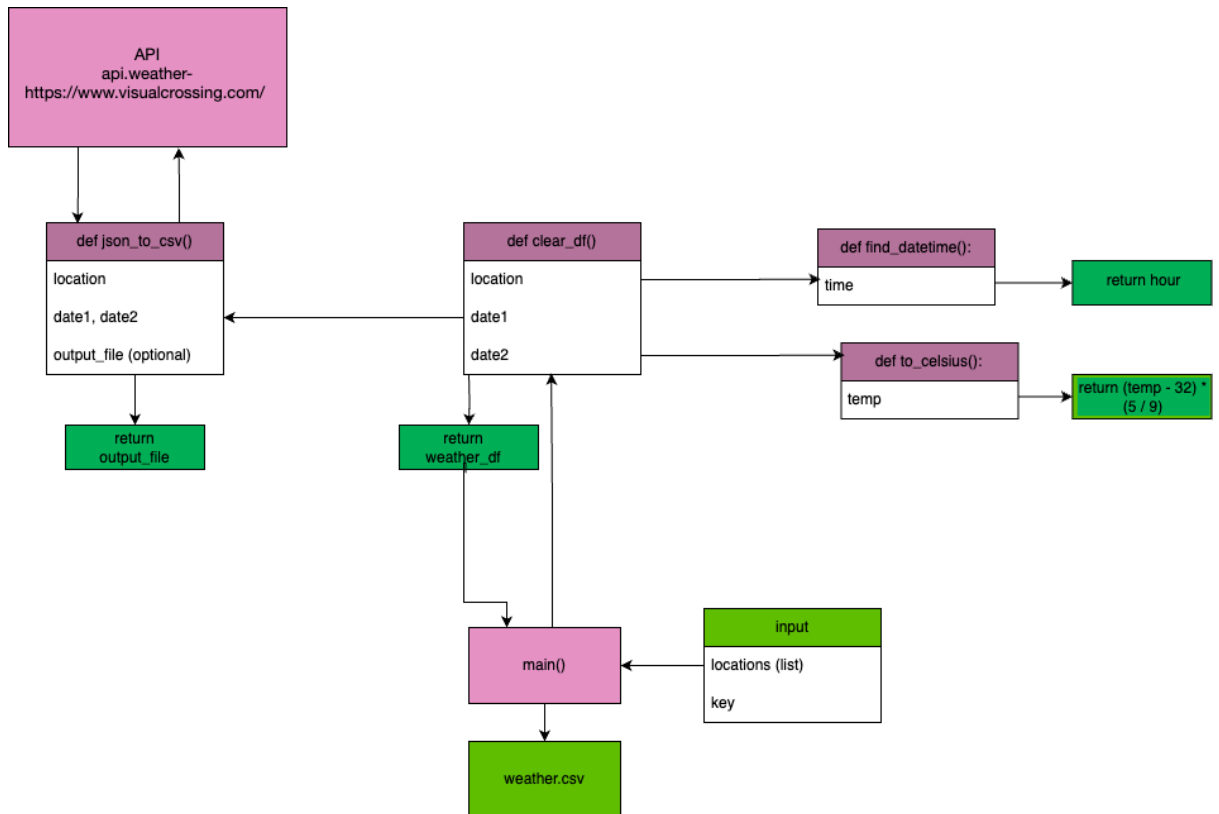 API
api.weather-
https://www.visualcrossing.com/
def json_to_csv()
location
date1, date2
output_file (optional)
return
output_file
def clear_df()
location
date1
date2
return
weather_df
def find_datetime():
time
return hour
def to_celsius():
temp
return (temp - 32) *
(5 / 9)
main()
input
locations (list)
key
weather.csv